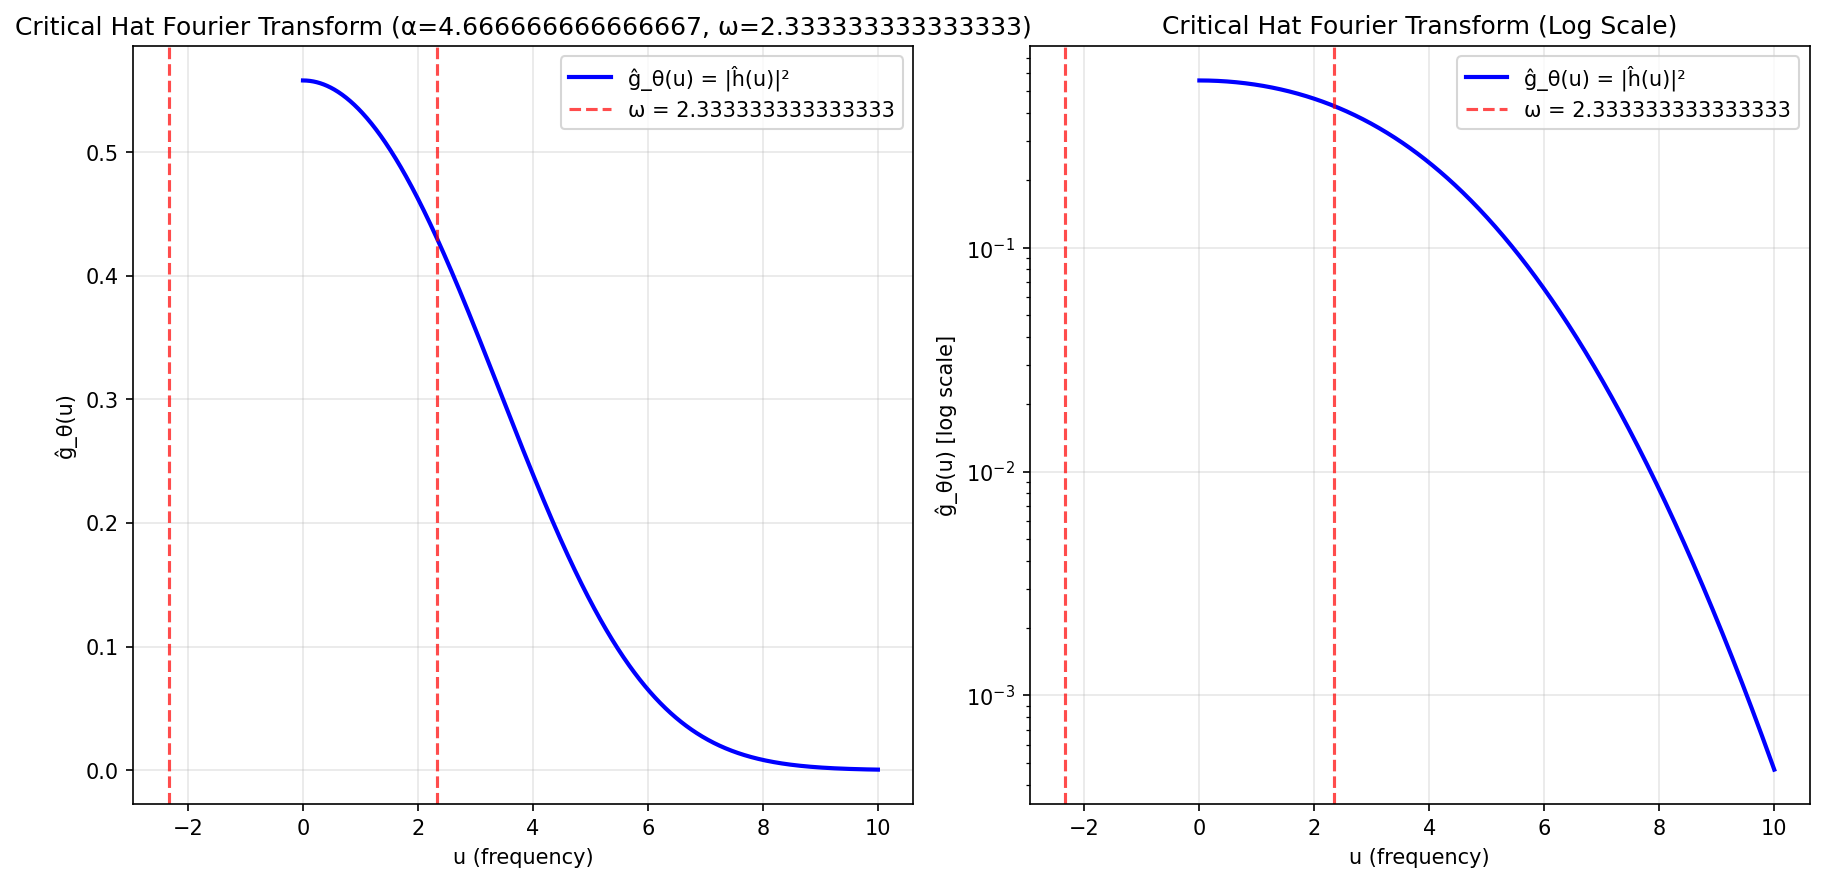 Critical Hat Fourier Transform (α=4.666666666666667, ω=2.333333333333333)
ĝ_θ(u) = |ĥ(u)|²
ω = 2.333333333333333
ĝ_θ(u)
0.5
0.4
0.3
0.2
0.1
0.0
−2 0 2 4 6 8 10
u (frequency)
Critical Hat Fourier Transform (Log Scale)
ĝ_θ(u) = |ĥ(u)|²
ω = 2.333333333333333
ĝ_θ(u) [log scale]
10⁻¹
10⁻²
10⁻³
−2 0 2 4 6 8 10
u (frequency)